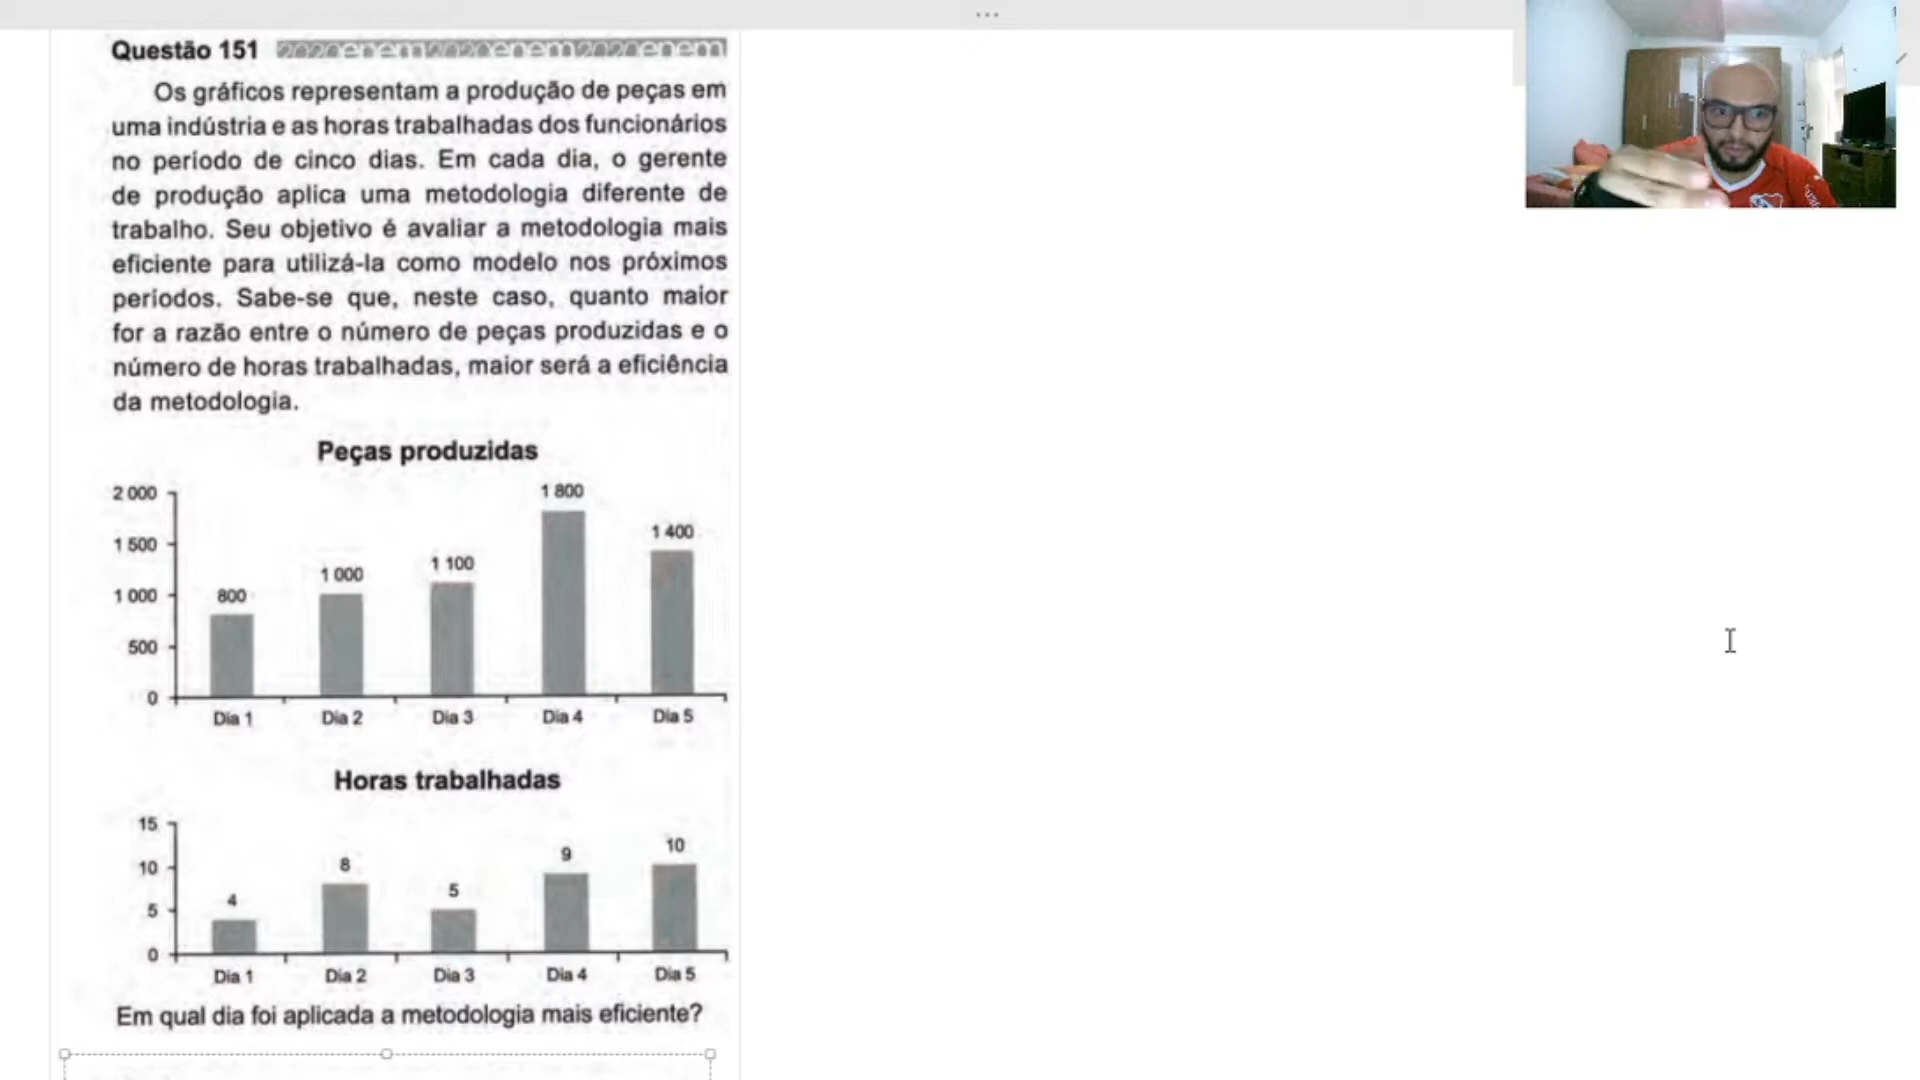 Questão 151 2020enem2020enem2020enem
Os gráficos representam a produção de peças em
uma indústria e as horas trabalhadas dos funcionários
no período de cinco dias. Em cada dia, o gerente
de produção aplica uma metodologia diferente de
trabalho. Seu objetivo é avaliar a metodologia mais
eficiente para utilizá-la como modelo nos próximos
períodos. Sabe-se que, neste caso, quanto maior
for a razão entre o número de peças produzidas e o
número de horas trabalhadas, maior será a eficiência
da metodologia.
Peças produzidas
2 000
1 500
1 000
500
0
800
1 000
1 100
1 800
1 400
Dia 1 Dia 2 Dia 3 Dia 4 Dia 5
Horas trabalhadas
15
10
5
0
4
8
5
9
10
Dia 1 Dia 2 Dia 3 Dia 4 Dia 5
Em qual dia foi aplicada a metodologia mais eficiente?